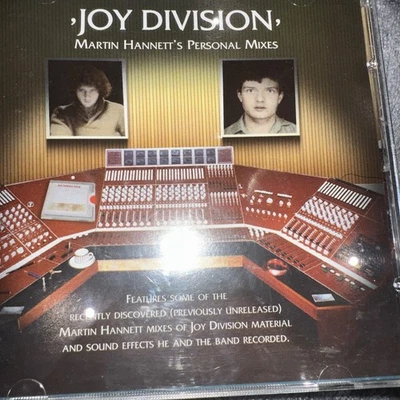 ’JOY DIVISION’
MARTIN HANNETT'S PERSONAL MIXES
FEATURES SOME OF THE
RECENTLY DISCOVERED (PREVIOUSLY UNRELEASED)
MARTIN HANNETT MIXES OF JOY DIVISION MATERIAL
AND SOUND EFFECTS HE AND THE BAND RECORDED.